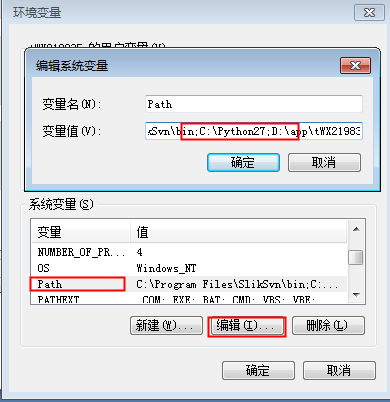 环境变量
的用户变量(U)
编辑系统变量
变量名(N):
Path
变量值(V):
kSvn\bin;C:\Python27;D:\app\tWX21983
确定
取消
系统变量(S)
变量
值
NUMBER_OF_PR...
4
OS
Windows_NT
Path
C:\Program Files\SlikSvn\bin;C:...
PATHEXT
.COM;.EXE;.BAT;.CMD;.VBS;.VBE;
新建(W)...
编辑(I)...
删除(L)
确定
取消